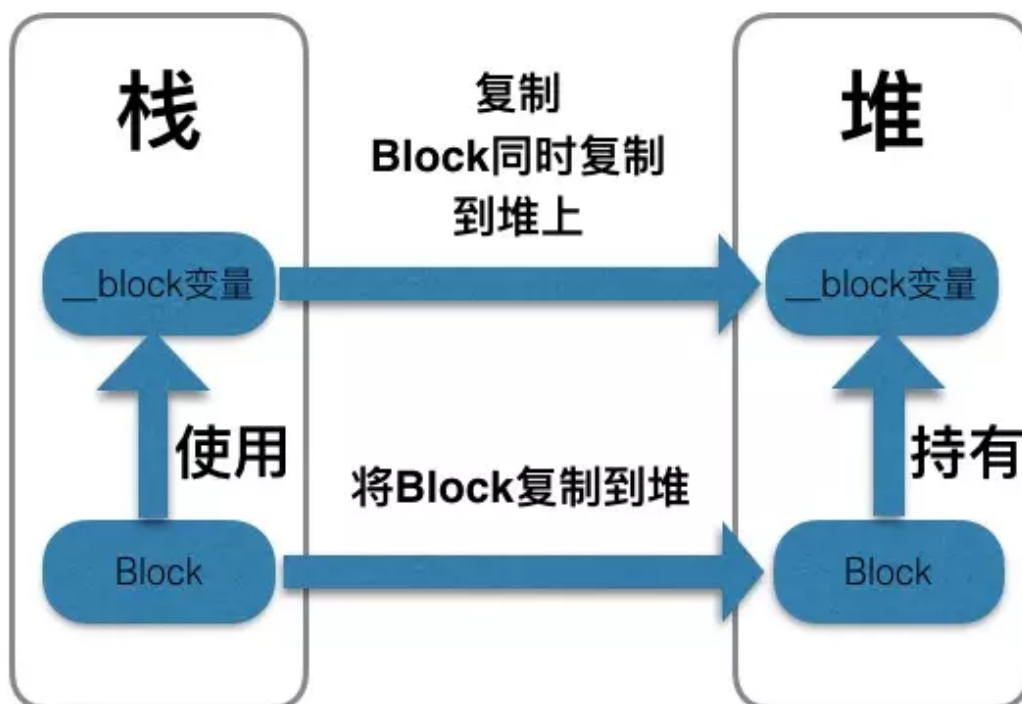 栈
堆
复制
Block同时复制
到堆上
__block变量
__block变量
使用
持有
将Block复制到堆
Block
Block